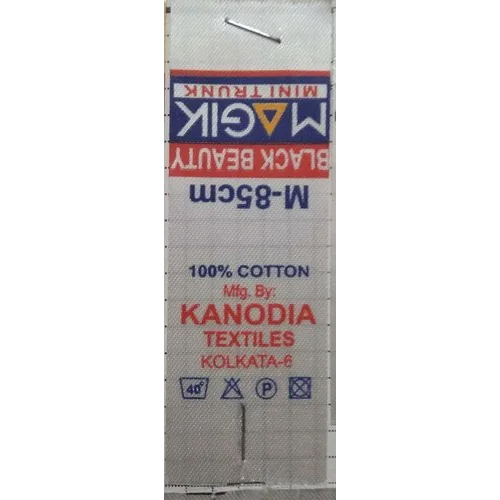 BLACK BEAUTY
MAGIK
MINI TRUNK
M-85cm
100% COTTON
Mfg. By:
KANODIA
TEXTILES
KOLKATA-6
40°
P